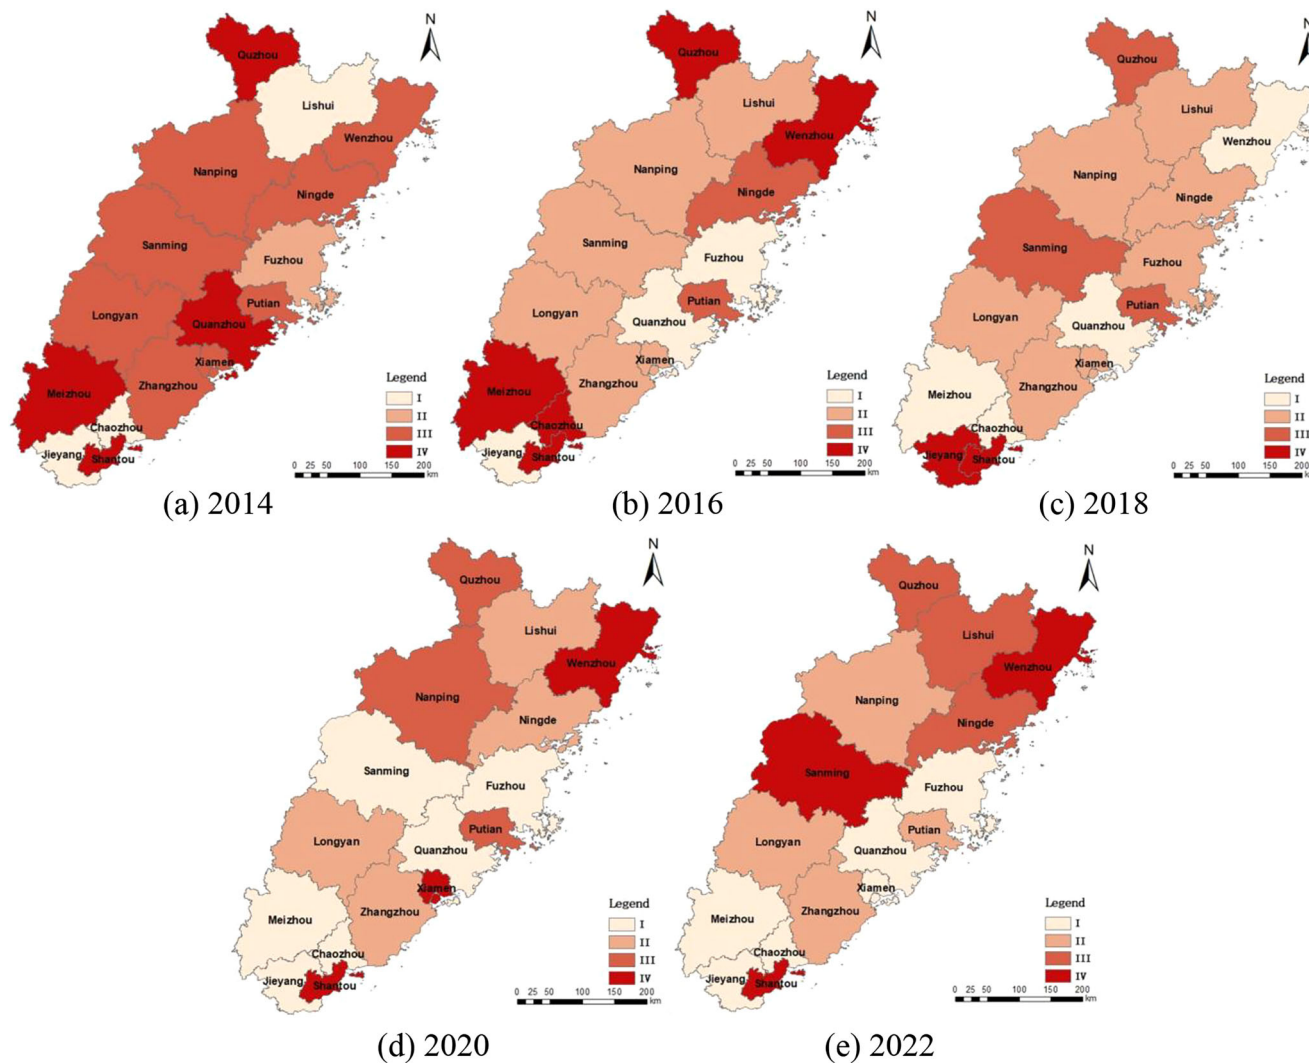 N
Quzhou
Lishui
Wenzhou
Nanping
Ningde
Sanming
Fuzhou
Longyan
Putian
Quanzhou
Xiamen
Zhangzhou
Meizhou
Chaozhou
Jieyang
Shantou
Legend
I
II
III
IV
0 25 50 100 150 200
km
(a) 2014
N
Quzhou
Lishui
Wenzhou
Nanping
Ningde
Sanming
Fuzhou
Putian
Longyan
Quanzhou
Xiamen
Zhangzhou
Meizhou
Chaozhou
Jieyang
Shantou
Legend
I
II
III
IV
0 25 50 100 150 200
km
(b) 2016
N
Quzhou
Lishui
Wenzhou
Nanping
Ningde
Sanming
Fuzhou
Putian
Longyan
Quanzhou
Xiamen
Zhangzhou
Meizhou
Chaozhou
Jieyang
Shantou
Legend
I
II
III
IV
0 25 50 100 150 200
km
(c) 2018
N
Quzhou
Lishui
Wenzhou
Nanping
Ningde
Sanming
Fuzhou
Putian
Longyan
Quanzhou
Xiamen
Zhangzhou
Meizhou
Chaozhou
Jieyang
Shantou
Legend
I
II
III
IV
0 25 50 100 150 200
km
(d) 2020
N
Quzhou
Lishui
Wenzhou
Nanping
Ningde
Sanming
Fuzhou
Putian
Longyan
Quanzhou
Xiamen
Zhangzhou
Meizhou
Chaozhou
Jieyang
Shantou
Legend
I
II
III
IV
0 25 50 100 150 200
km
(e) 2022